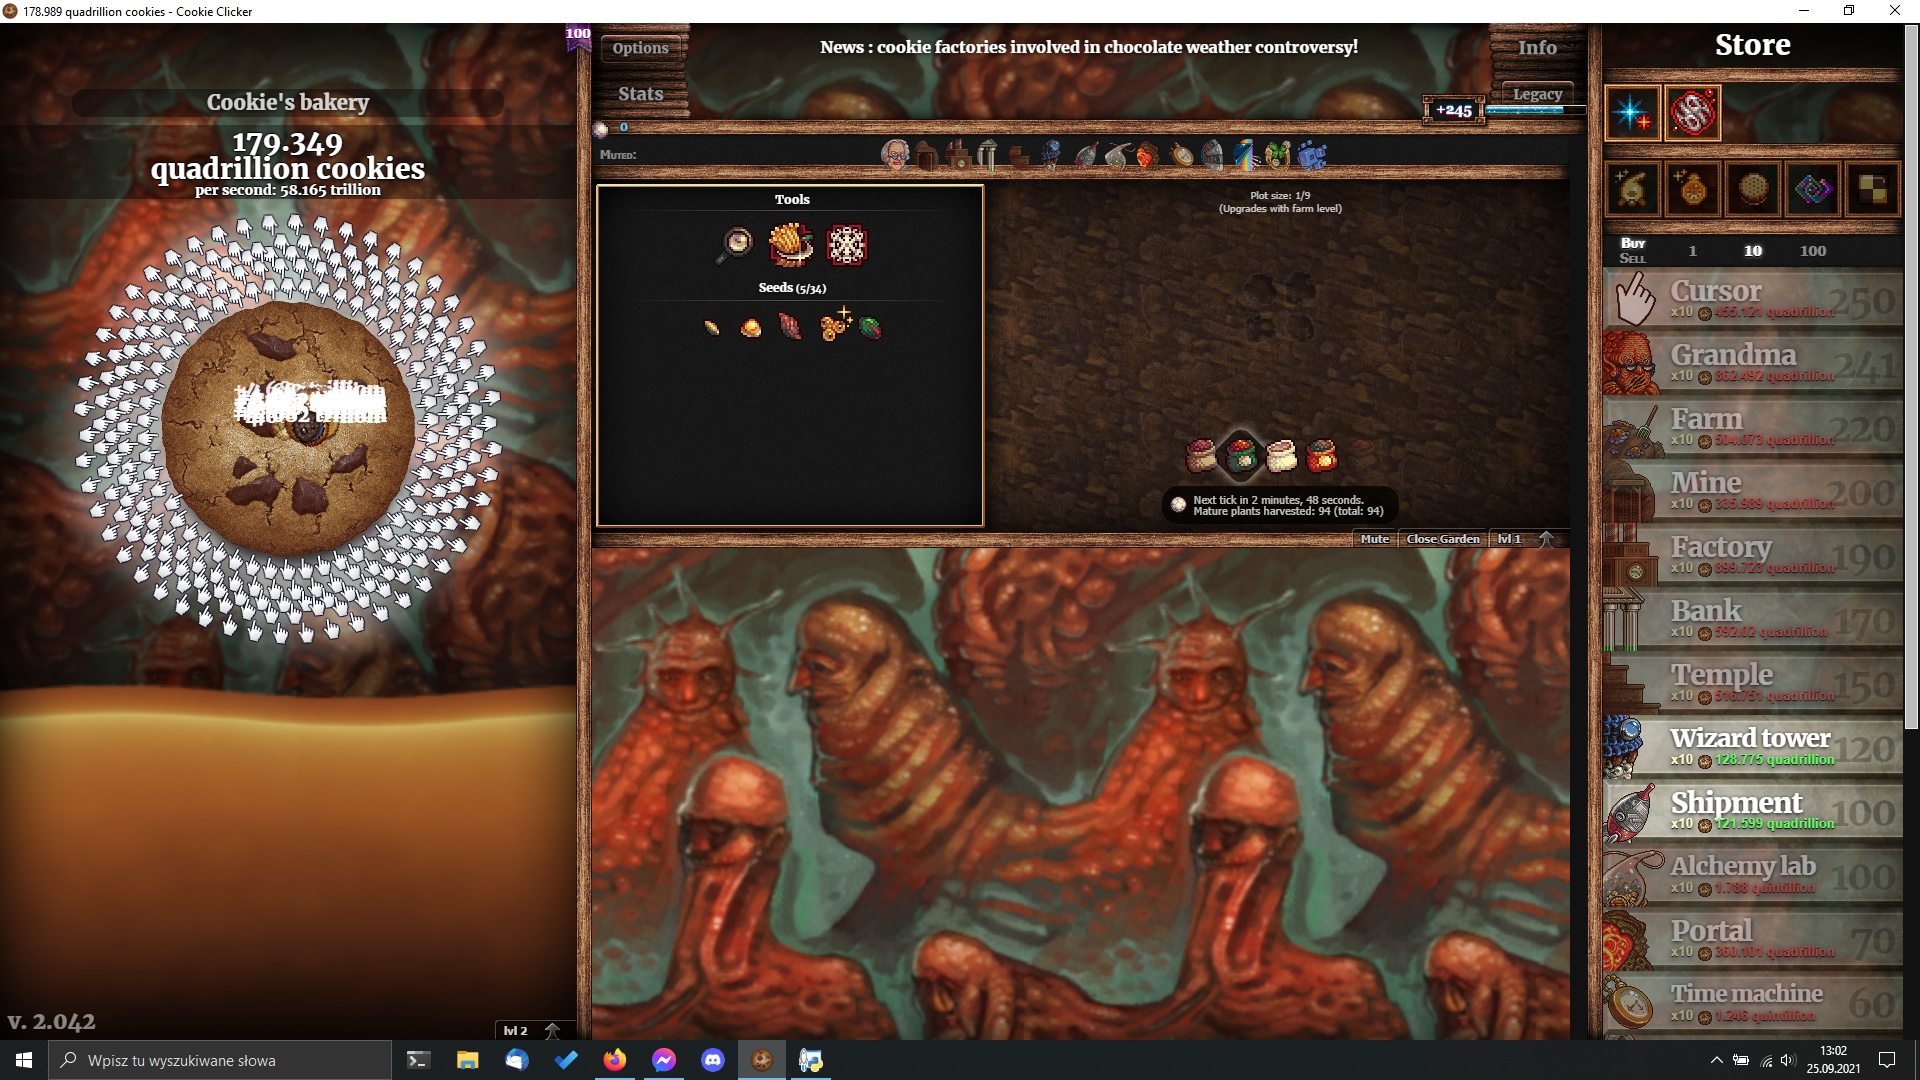 178.989 quadrillion cookies - Cookie Clicker
100
Options
Stats
News : cookie factories involved in chocolate weather controversy!
Info
Legacy
+245
0
Muted:
Cookie's bakery
179.349
quadrillion cookies
per second: 58.165 trillion
Tools
Seeds (5/34)
Plot size: 1/9
(Upgrades with farm level)
Next tick in 2 minutes, 48 seconds.
Mature plants harvested: 94 (total: 94)
Mute
Close Garden
lvl 1
Store
Buy
Sell
1
10
100
Cursor
250
x10 455.121 quadrillion
Grandma
241
x10 862.492 quadrillion
Farm
220
x10 504.073 quadrillion
Mine
200
x10 335.989 quadrillion
Factory
190
x10 899.723 quadrillion
Bank
170
x10 592.02 quadrillion
Temple
150
x10 516.751 quadrillion
Wizard tower
120
x10 128.775 quadrillion
Shipment
100
x10 121.599 quadrillion
Alchemy lab
100
x10 1.788 quintillion
Portal
70
x10 360.101 quadrillion
Time machine
60
x10 1.246 quintillion
v. 2.042
lvl 2
Wpisz tu wyszukiwane słowa
13:02
25.09.2021